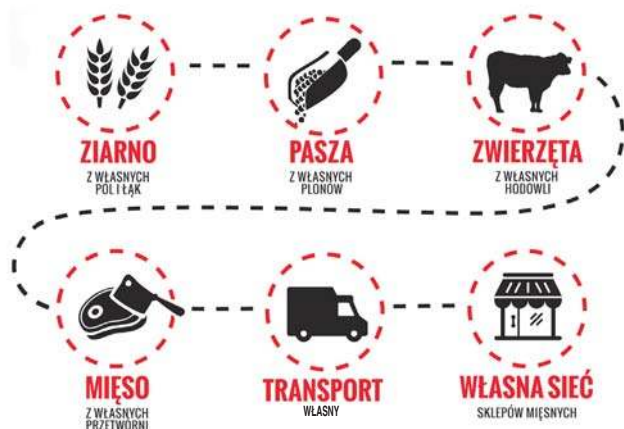 ZIARNO
Z WŁASNYCH
PÓL I ŁĄK
PASZA
Z WŁASNYCH
PLONÓW
ZWIERZĘTA
Z WŁASNYCH
HODOWLI
MIĘSO
Z WŁASNYCH
PRZETWÓRNI
TRANSPORT
WŁASNY
WŁASNA SIEĆ
SKLEPÓW MIĘSNYCH